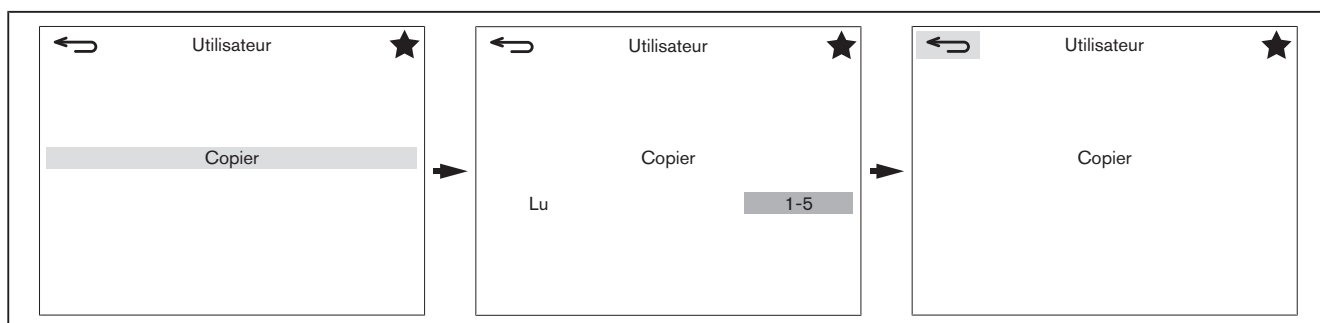 Utilisateur
Copier
Utilisateur
Copier
Lu 1-5
Utilisateur
Copier